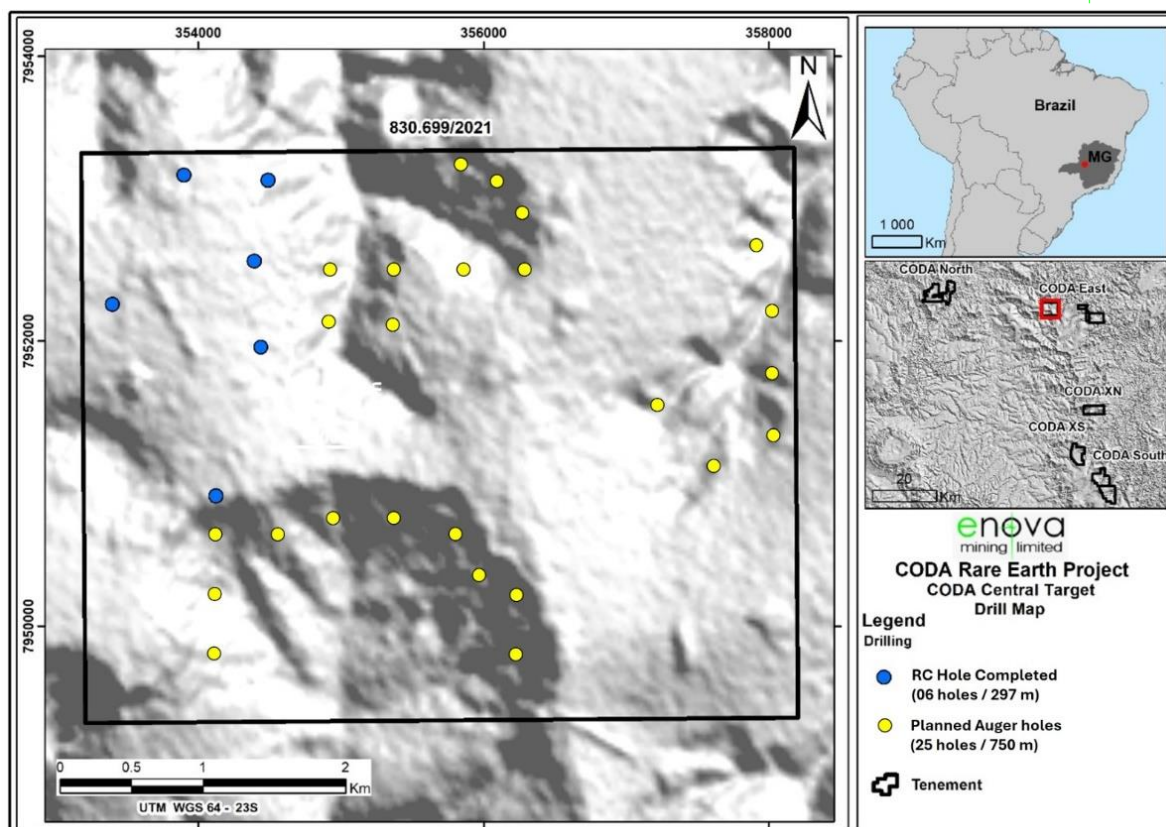 354000
356000
358000
7954000
7952000
7950000
N
830.699/2021
0 0.5 1 2
Km
UTM WGS 64 - 23S
Brazil
MG
1 000
Km
CODA North
CODA East
CODA XN
CODA XS
CODA South
20
Km
enova
mining limited
CODA Rare Earth Project
CODA Central Target
Drill Map
Legend
Drilling
RC Hole Completed
(06 holes / 297 m)
Planned Auger holes
(25 holes / 750 m)
Tenement